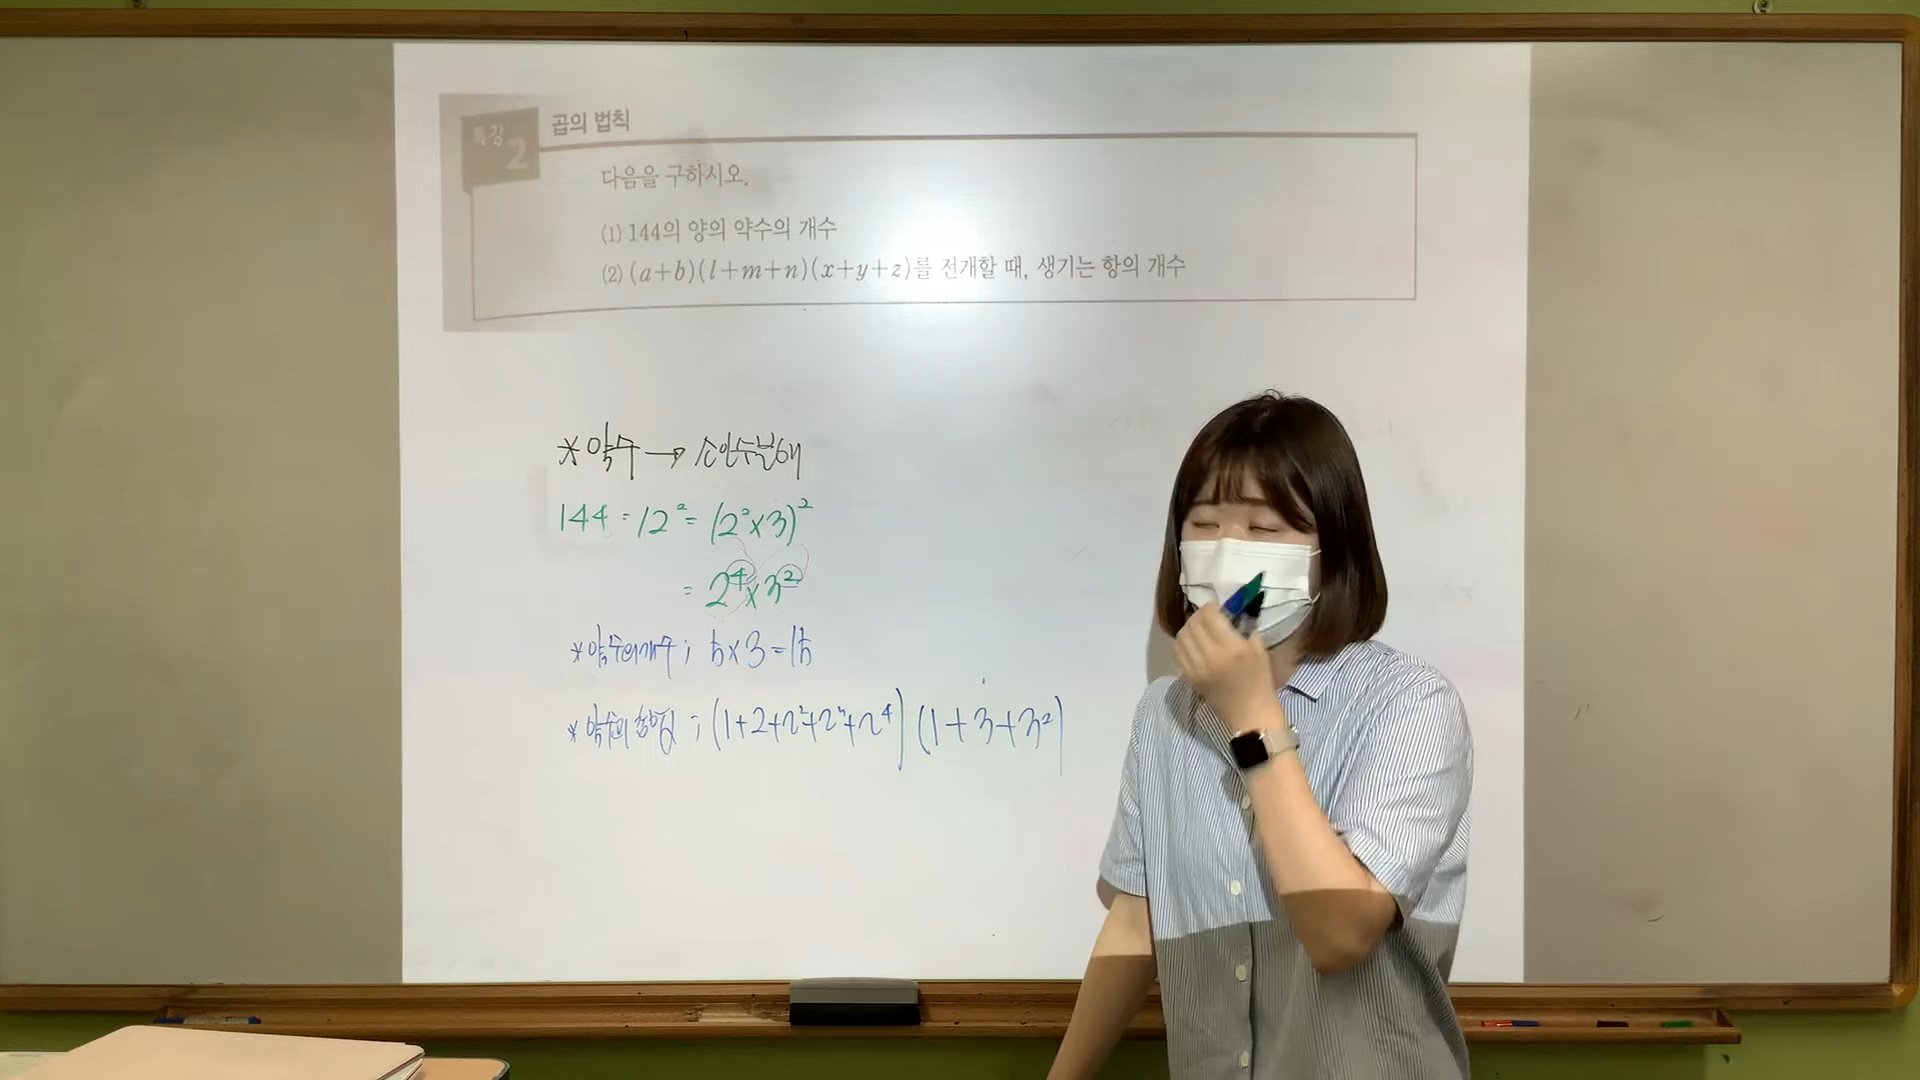 특강 2
곱의 법칙
다음을 구하시오.
(1) 144의 양의 약수의 개수
(2) (a+b)(l+m+n)(x+y+z)를 전개할 때, 생기는 항의 개수
*약수 → 소인수분해
144 = 12² = (2²×3)²
= 2⁴×3²
*약수의개수 ; 5×3=15
*약수의 총합 ; (1+2+2²+2³+2⁴)(1+3+3²)